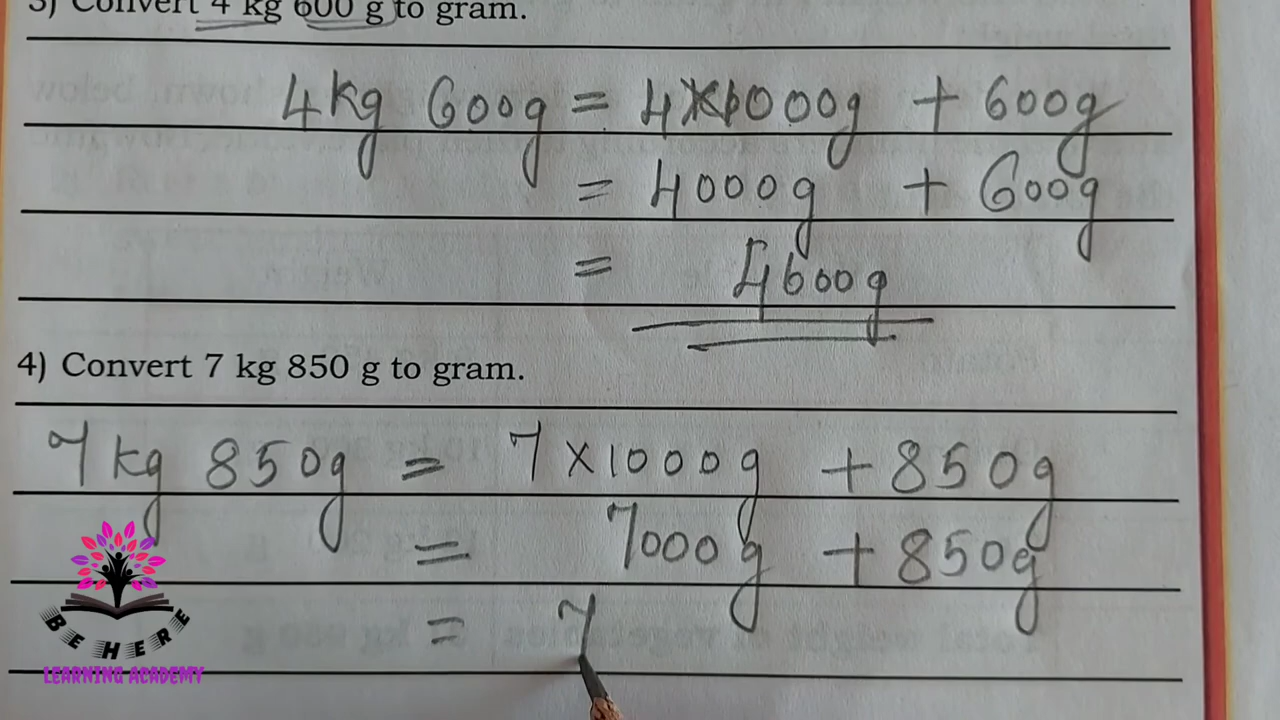 3) Convert 4 kg 600 g to gram.
4kg 600g = 4×1000g + 600g
= 4000g + 600g
= 4600g
4) Convert 7 kg 850 g to gram.
7kg 850g = 7×1000g + 850g
= 7000g + 850g
= 7
BE HERE
LEARNING ACADEMY